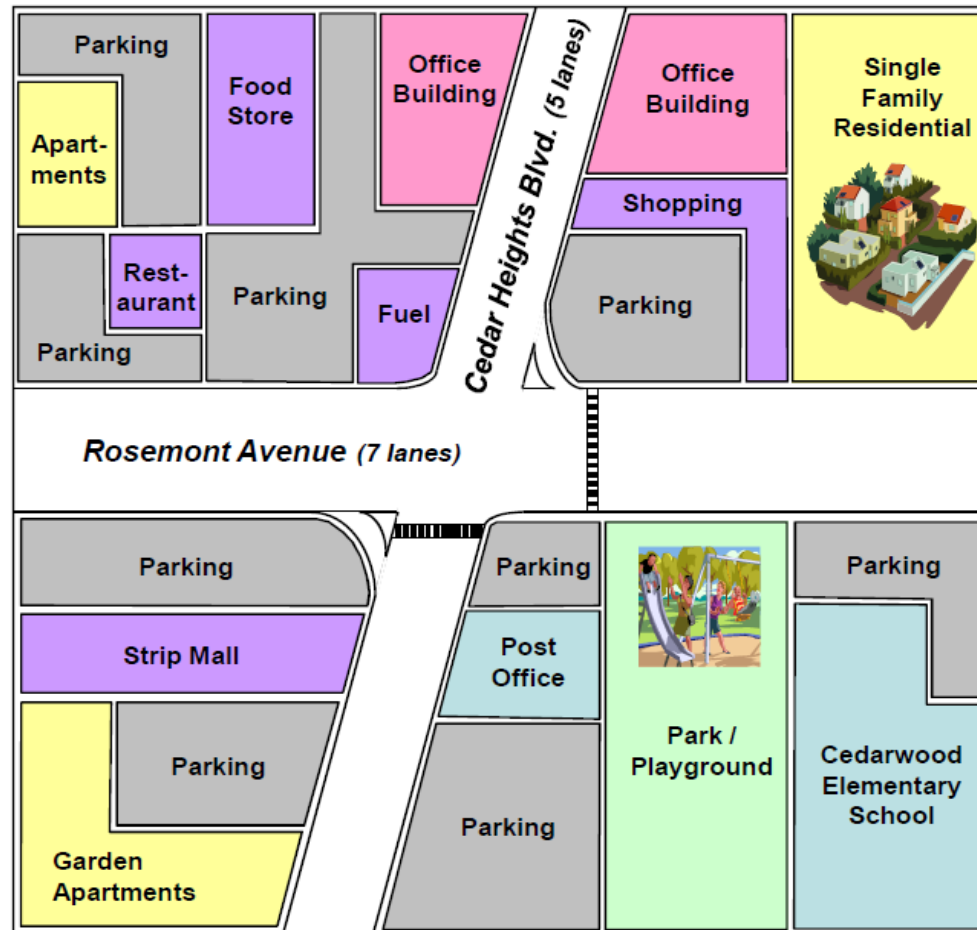 Parking
Food
Store
Office
Building
Cedar Heights Blvd. (5 lanes)
Office
Building
Single
Family
Residential
Apart-
ments
Shopping
Rest-
aurant
Parking
Fuel
Parking
Parking
Rosemont Avenue (7 lanes)
Parking
Parking
Parking
Strip Mall
Post
Office
Park /
Playground
Parking
Parking
Cedarwood
Elementary
School
Garden
Apartments